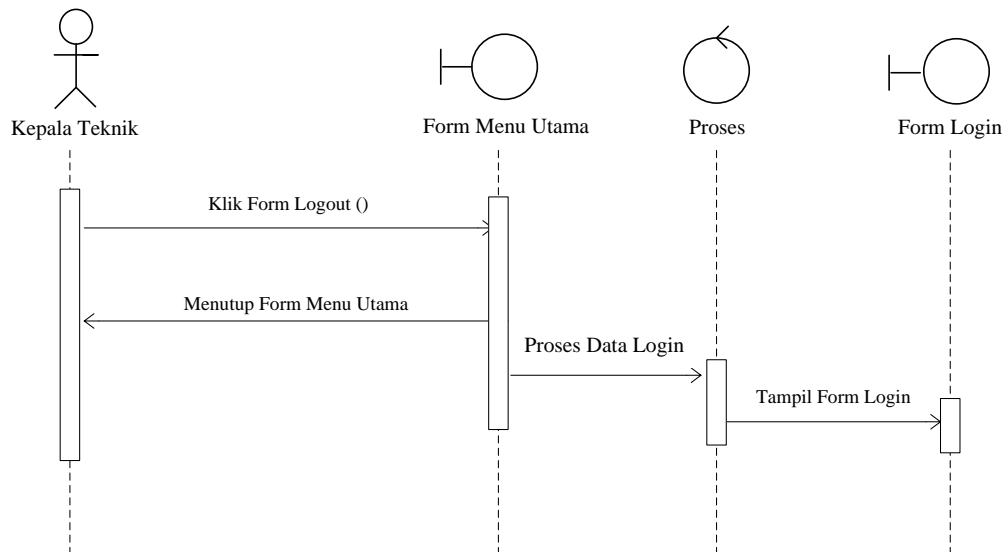 Kepala Teknik
Form Menu Utama
Proses
Form Login
Klik Form Logout ()
Menutup Form Menu Utama
Proses Data Login
Tampil Form Login